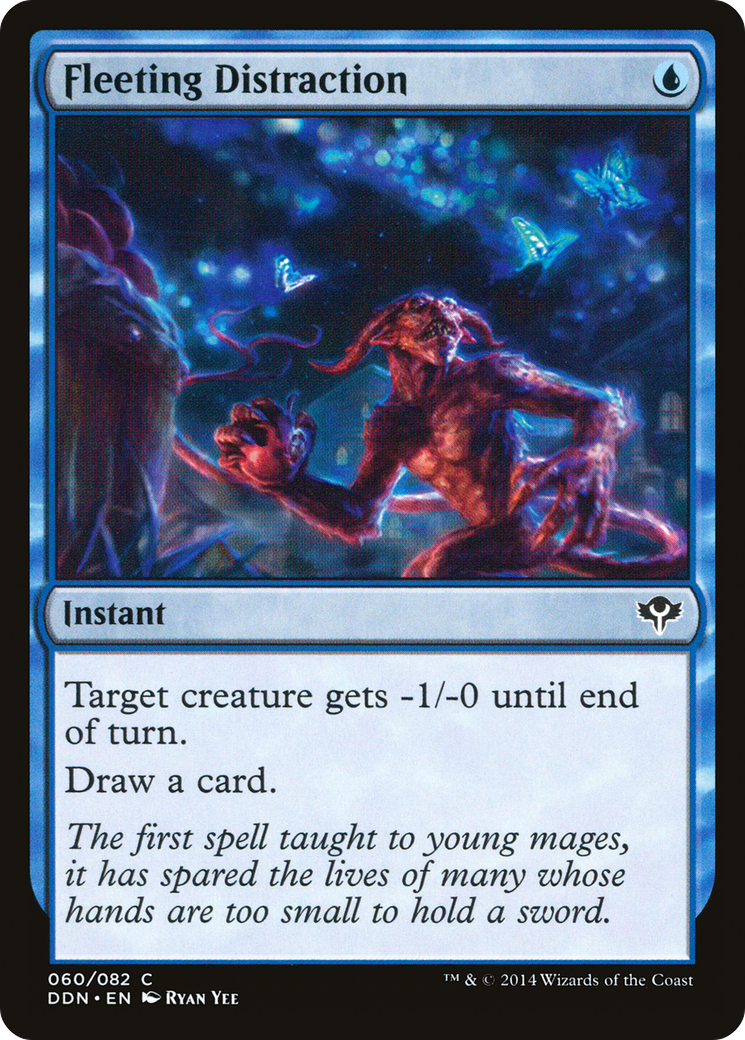 Fleeting Distraction
Instant
Target creature gets -1/-0 until end
of turn.
Draw a card.
The first spell taught to young mages,
it has spared the lives of many whose
hands are too small to hold a sword.
060/082 C
DDN • EN Ryan Yee
™ & © 2014 Wizards of the Coast